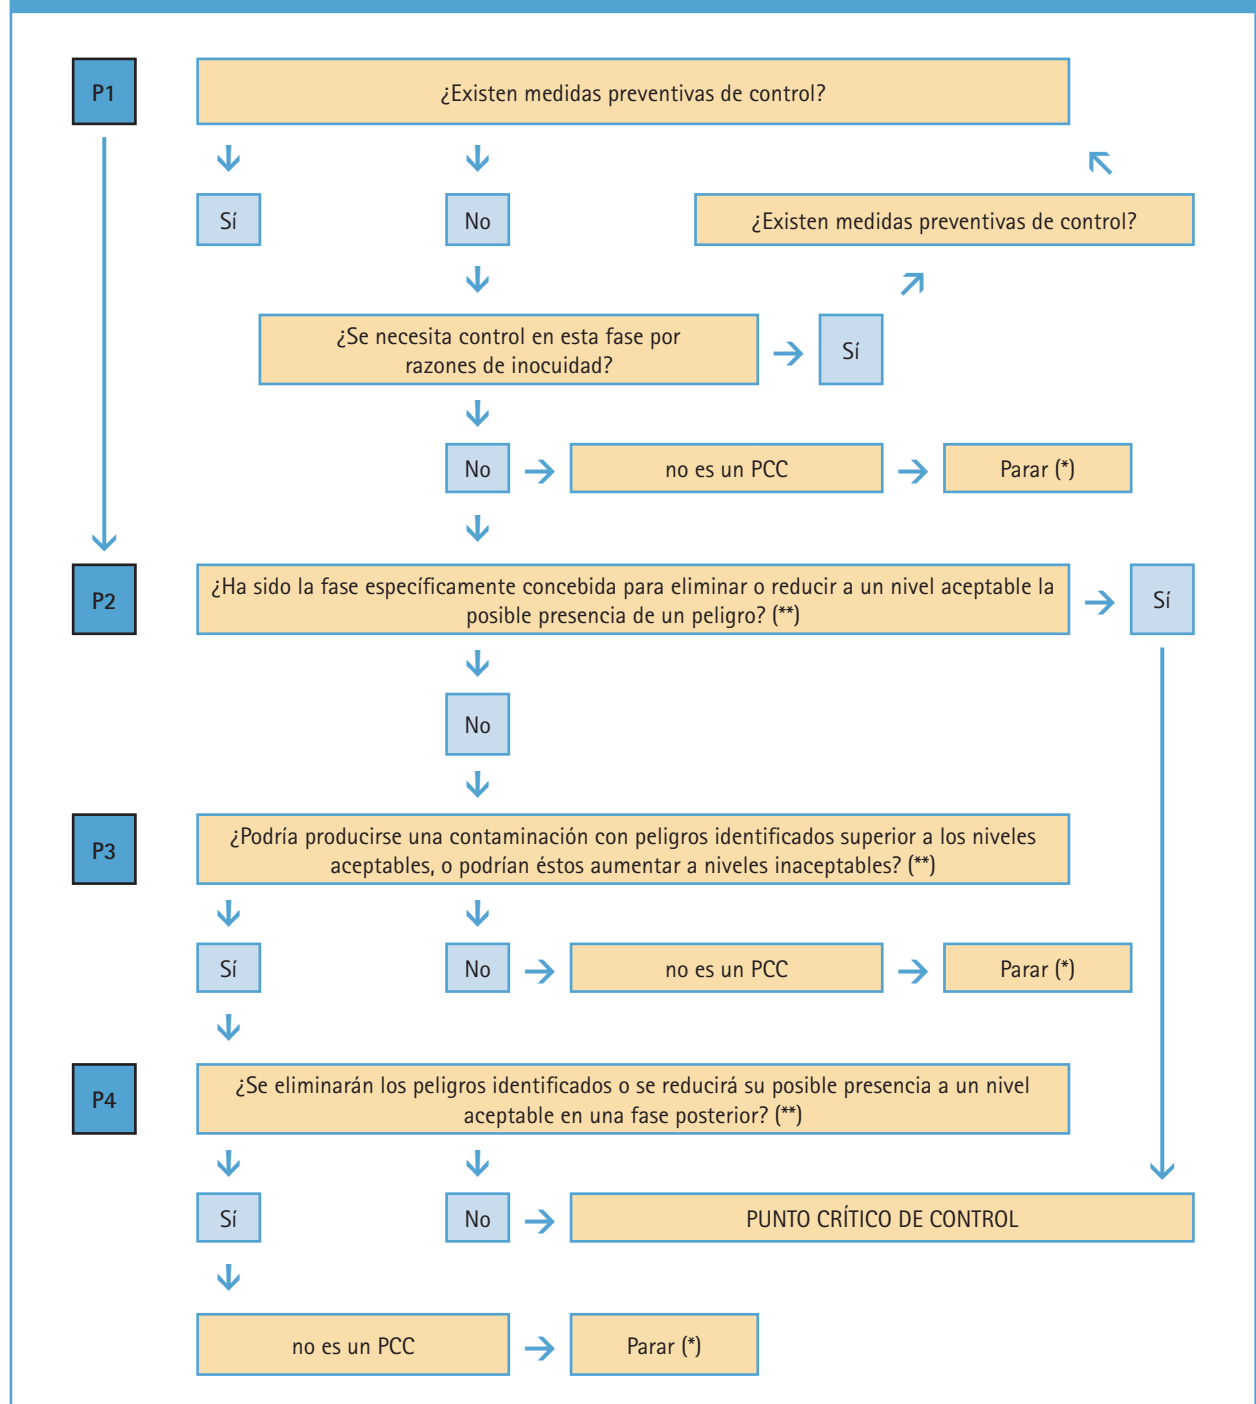 P1
¿Existen medidas preventivas de control?
Sí
No
¿Existen medidas preventivas de control?
¿Se necesita control en esta fase por
razones de inocuidad?
Sí
No
no es un PCC
Parar (*)
P2
¿Ha sido la fase específicamente concebida para eliminar o reducir a un nivel aceptable la
posible presencia de un peligro? (**)
Sí
No
P3
¿Podría producirse una contaminación con peligros identificados superior a los niveles
aceptables, o podrían éstos aumentar a niveles inaceptables? (**)
Sí
No
no es un PCC
Parar (*)
P4
¿Se eliminarán los peligros identificados o se reducirá su posible presencia a un nivel
aceptable en una fase posterior? (**)
Sí
No
PUNTO CRÍTICO DE CONTROL
no es un PCC
Parar (*)